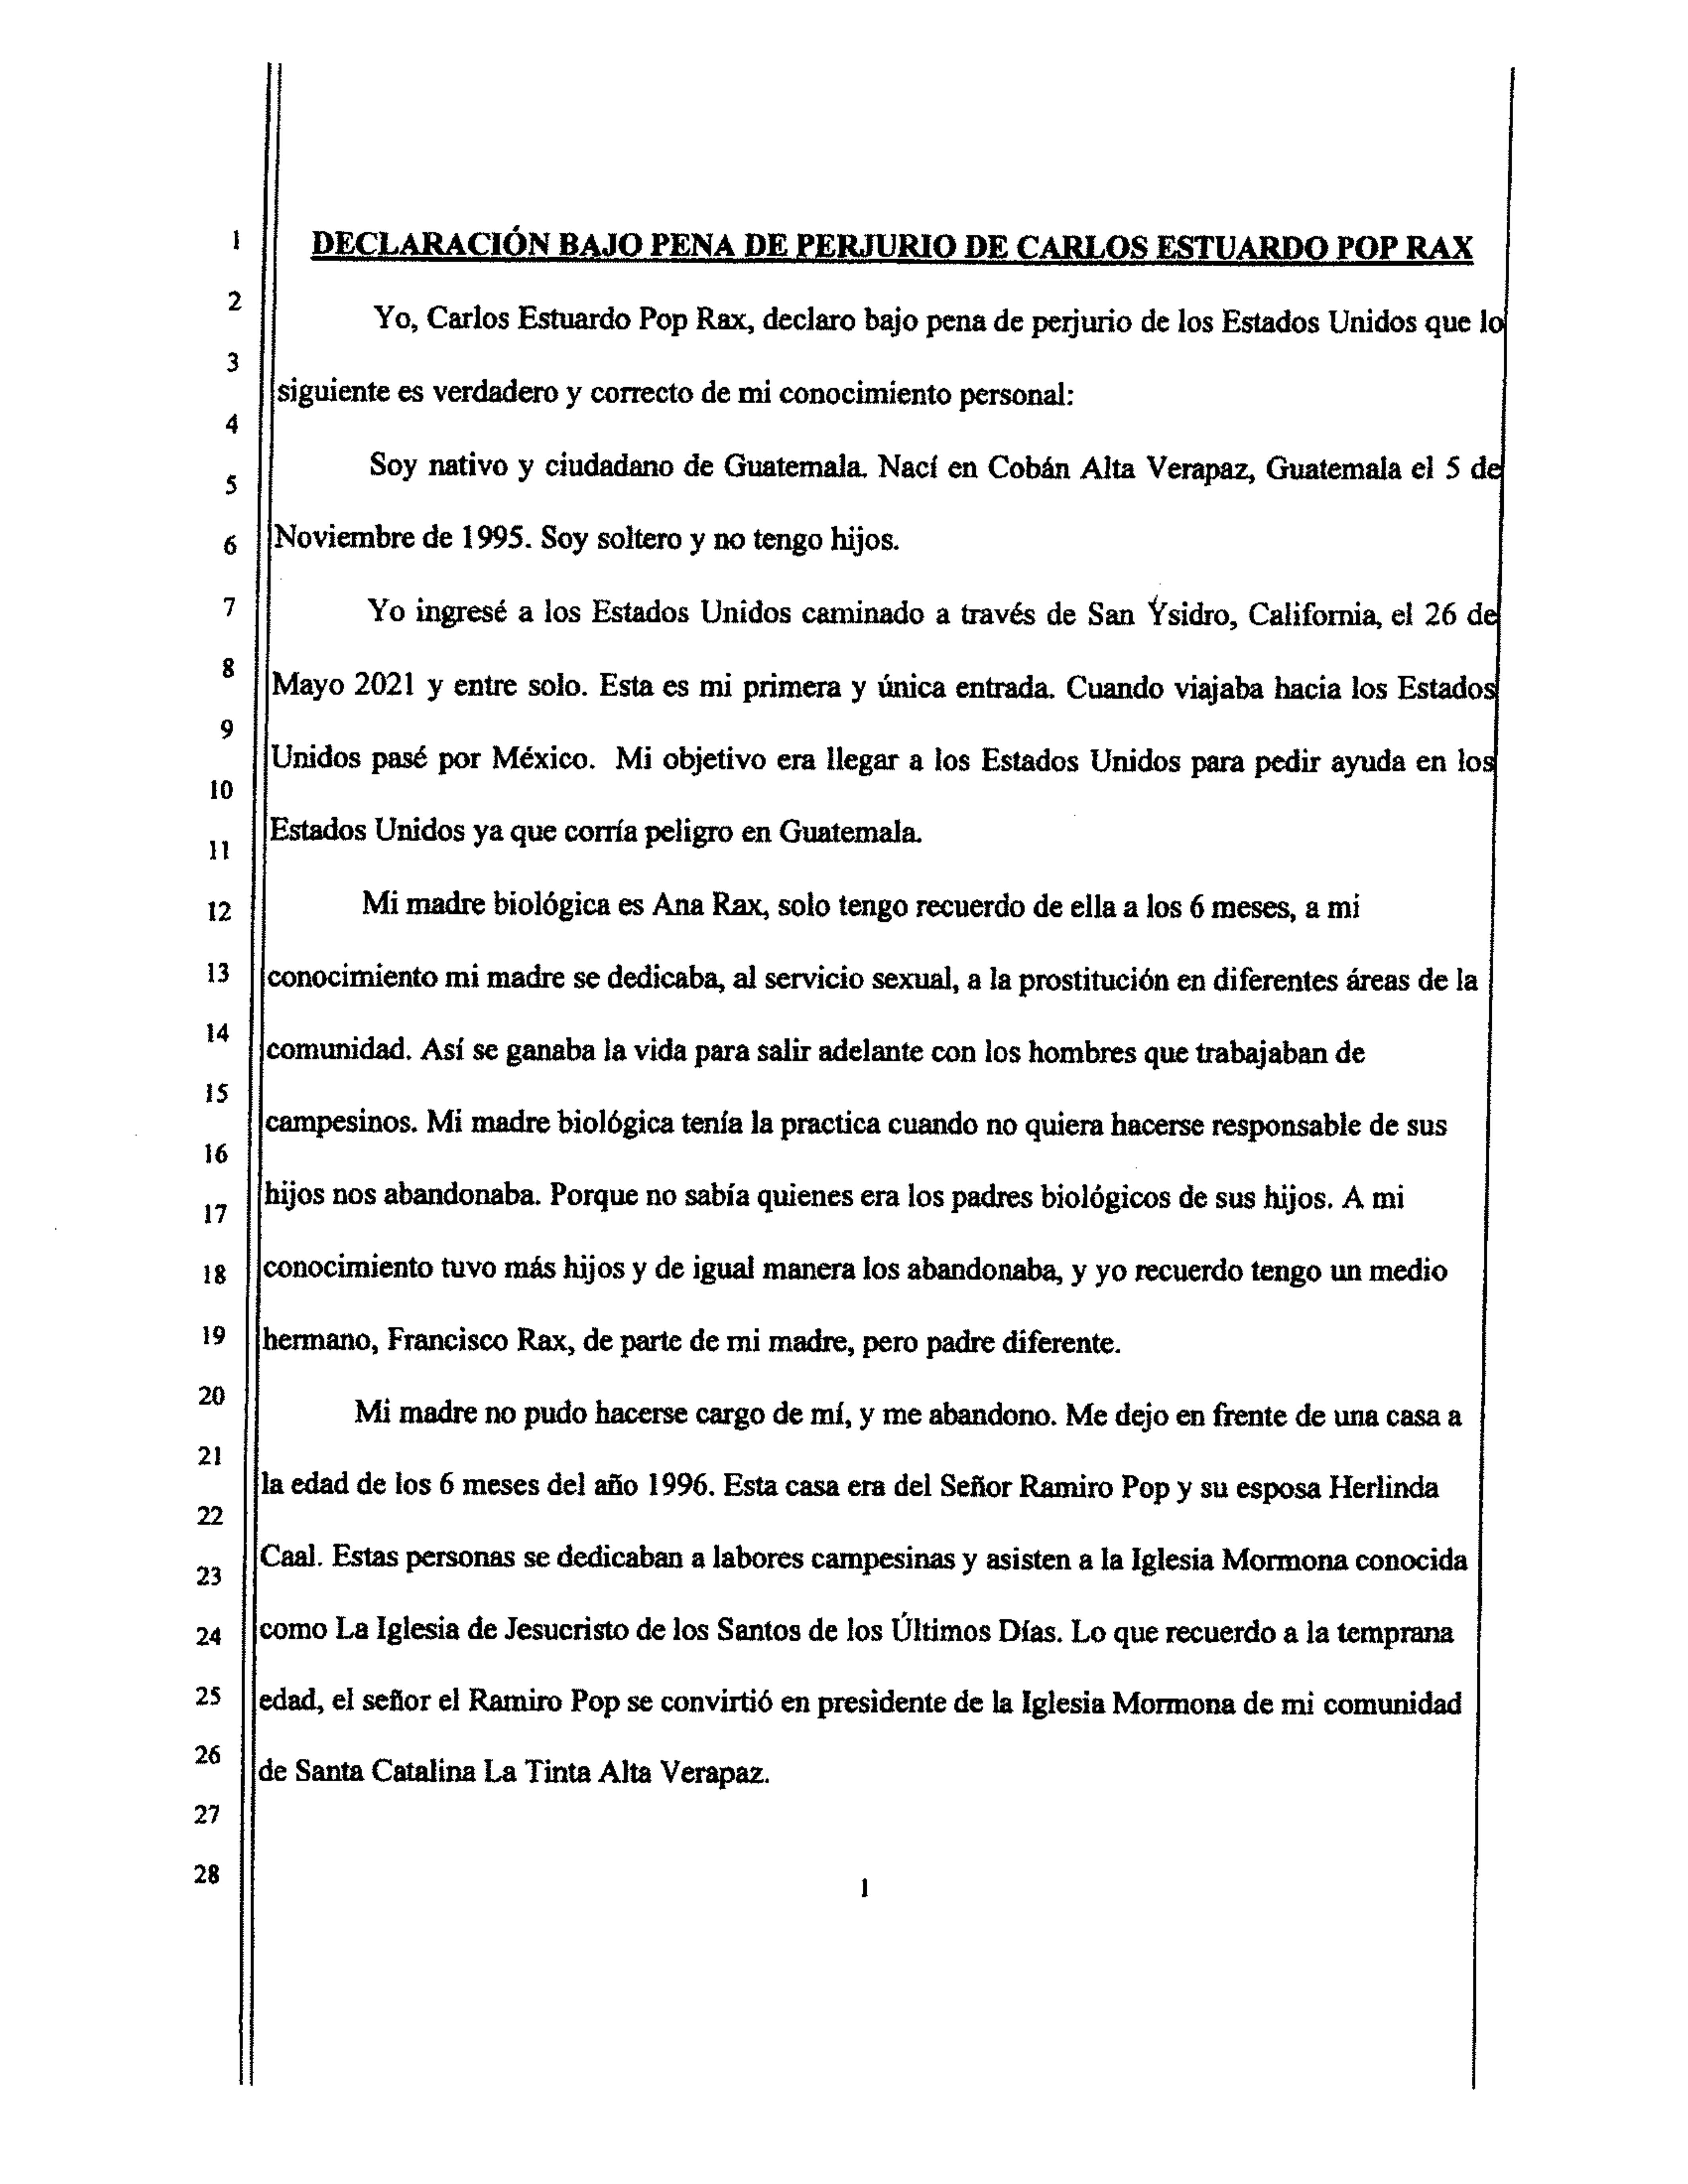 1 DECLARACIÓN BAJO PENA DE PERJURIO DE CARLOS ESTUARDO POP RAX
2 Yo, Carlos Estuardo Pop Rax, declaro bajo pena de perjurio de los Estados Unidos que lo
3
siguiente es verdadero y correcto de mi conocimiento personal:
4
Soy nativo y ciudadano de Guatemala. Nací en Cobán Alta Verapaz, Guatemala el 5 de
5
6 Noviembre de 1995. Soy soltero y no tengo hijos.
7 Yo ingresé a los Estados Unidos caminado a través de San Ysidro, California, el 26 de
8
Mayo 2021 y entre solo. Esta es mi primera y única entrada. Cuando viajaba hacia los Estados
9
Unidos pasé por México. Mi objetivo era llegar a los Estados Unidos para pedir ayuda en los
10
Estados Unidos ya que corría peligro en Guatemala.
11
12 Mi madre biológica es Ana Rax, solo tengo recuerdo de ella a los 6 meses, a mi
13 conocimiento mi madre se dedicaba, al servicio sexual, a la prostitución en diferentes áreas de la
14
comunidad. Así se ganaba la vida para salir adelante con los hombres que trabajaban de
15
campesinos. Mi madre biológica tenía la practica cuando no quiera hacerse responsable de sus
16
hijos nos abandonaba. Porque no sabía quienes era los padres biológicos de sus hijos. A mi
17
18 conocimiento tuvo más hijos y de igual manera los abandonaba, y yo recuerdo tengo un medio
19 hermano, Francisco Rax, de parte de mi madre, pero padre diferente.
20
Mi madre no pudo hacerse cargo de mí, y me abandono. Me dejo en frente de una casa a
21
la edad de los 6 meses del año 1996. Esta casa era del Señor Ramiro Pop y su esposa Herlinda
22
Caal. Estas personas se dedicaban a labores campesinas y asisten a la Iglesia Mormona conocida
23
24 como La Iglesia de Jesucristo de los Santos de los Últimos Días. Lo que recuerdo a la temprana
25 edad, el señor el Ramiro Pop se convirtió en presidente de la Iglesia Mormona de mi comunidad
26
de Santa Catalina La Tinta Alta Verapaz.
27
28
1